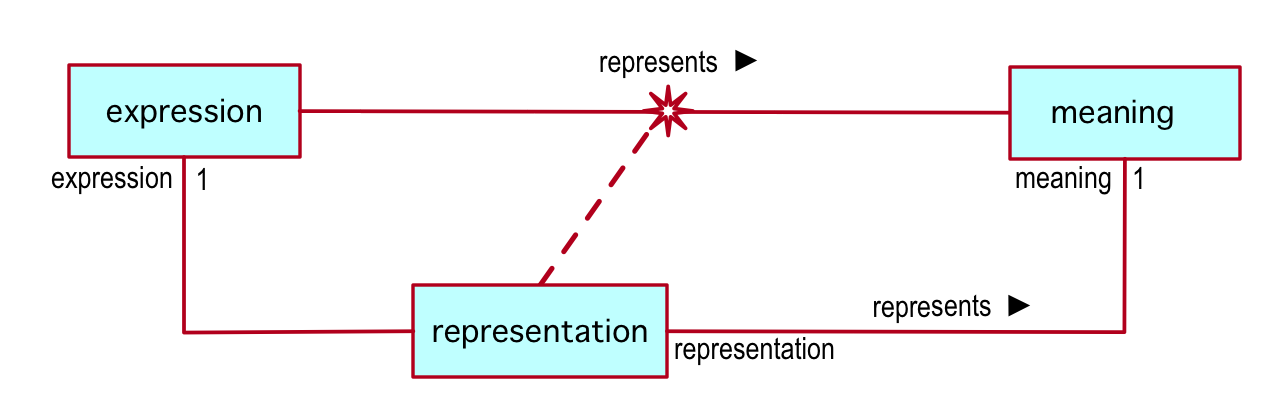 represents ►
expression
meaning
expression 1
meaning 1
represents ►
representation
representation